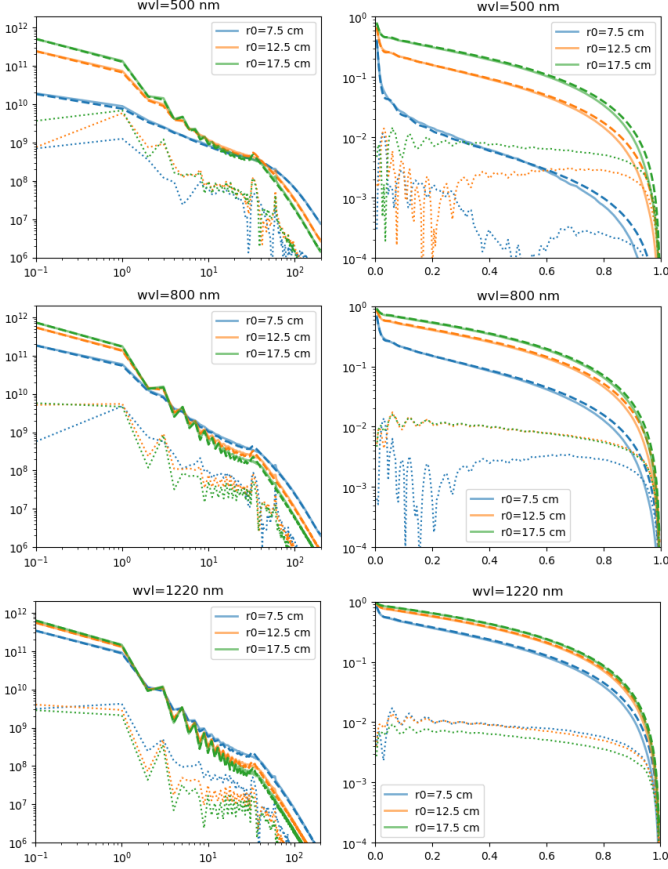 wvl=500 nm
10¹²
10¹¹
10¹⁰
10⁹
10⁸
10⁷
10⁶
10⁻¹ 10⁰ 10¹ 10²
r0=7.5 cm
r0=12.5 cm
r0=17.5 cm
wvl=500 nm
10⁰
10⁻¹
10⁻²
10⁻³
10⁻⁴
0.0 0.2 0.4 0.6 0.8 1.0
r0=7.5 cm
r0=12.5 cm
r0=17.5 cm
wvl=800 nm
10¹²
10¹¹
10¹⁰
10⁹
10⁸
10⁷
10⁶
10⁻¹ 10⁰ 10¹ 10²
r0=7.5 cm
r0=12.5 cm
r0=17.5 cm
wvl=800 nm
10⁰
10⁻¹
10⁻²
10⁻³
10⁻⁴
0.0 0.2 0.4 0.6 0.8 1.0
r0=7.5 cm
r0=12.5 cm
r0=17.5 cm
wvl=1220 nm
10¹²
10¹¹
10¹⁰
10⁹
10⁸
10⁷
10⁶
10⁻¹ 10⁰ 10¹ 10²
r0=7.5 cm
r0=12.5 cm
r0=17.5 cm
wvl=1220 nm
10⁰
10⁻¹
10⁻²
10⁻³
10⁻⁴
0.0 0.2 0.4 0.6 0.8 1.0
r0=7.5 cm
r0=12.5 cm
r0=17.5 cm